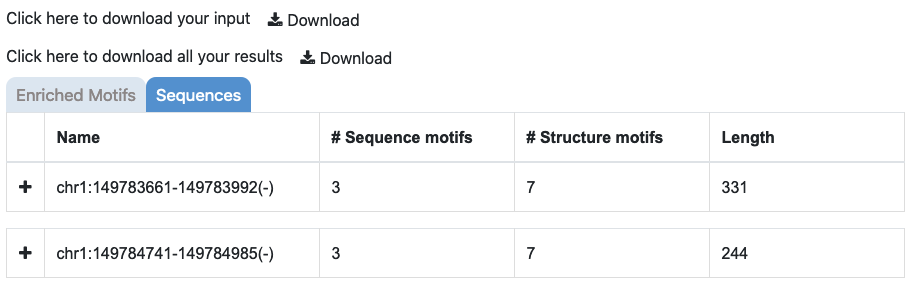 Click here to download your input Download
Click here to download all your results Download
Enriched Motifs Sequences
Name # Sequence motifs # Structure motifs Length
+ chr1:149783661-149783992(-) 3 7 331
+ chr1:149784741-149784985(-) 3 7 244